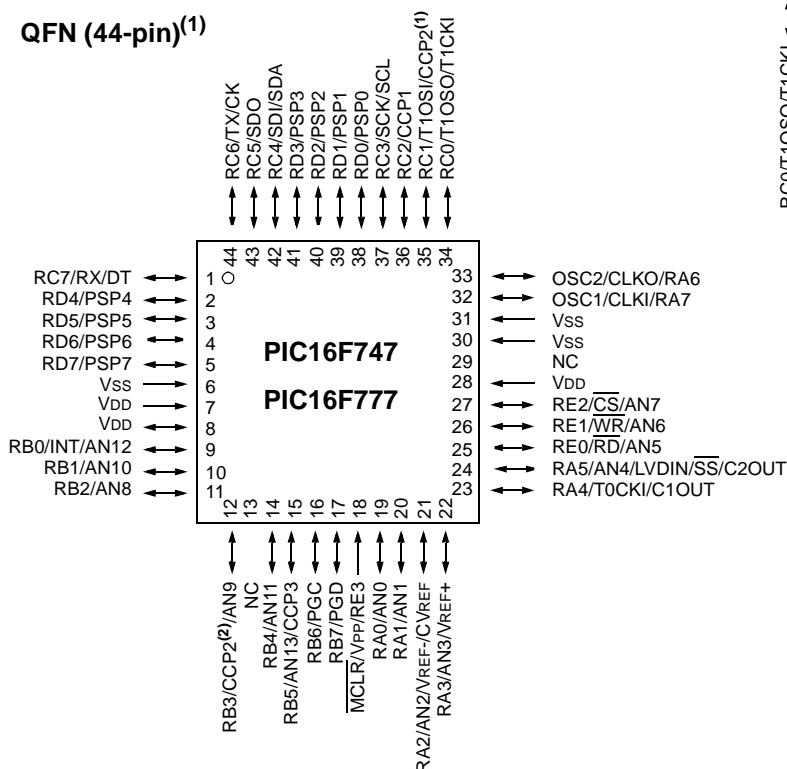 QFN (44-pin)(1)
RC6/TX/CK
RC5/SDO
RC4/SDI/SDA
RD3/PSP3
RD2/PSP2
RD1/PSP1
RD0/PSP0
RC3/SCK/SCL
RC2/CCP1
RC1/T1OSI/CCP2(1)
RC0/T1OSO/T1CKI
RC0/T1OSO/T1CKI
44
43
42
41
40
39
38
37
36
35
34
RC7/RX/DT 1
RD4/PSP4 2
RD5/PSP5 3
RD6/PSP6 4
RD7/PSP7 5
VSS 6
VDD 7
VDD 8
RB0/INT/AN12 9
RB1/AN10 10
RB2/AN8 11
PIC16F747
PIC16F777
33 OSC2/CLKO/RA6
32 OSC1/CLKI/RA7
31 VSS
30 VSS
29 NC
28 VDD
27 RE2/CS/AN7
26 RE1/WR/AN6
25 RE0/RD/AN5
24 RA5/AN4/LVDIN/SS/C2OUT
23 RA4/T0CKI/C1OUT
12
13
14
15
16
17
18
19
20
21
22
RB3/CCP2(2)/AN9
NC
RB4/AN11
RB5/AN13/CCP3
RB6/PGC
RB7/PGD
MCLR/VPP/RE3
RA0/AN0
RA1/AN1
RA2/AN2/VREF-/CVREF
RA3/AN3/VREF+